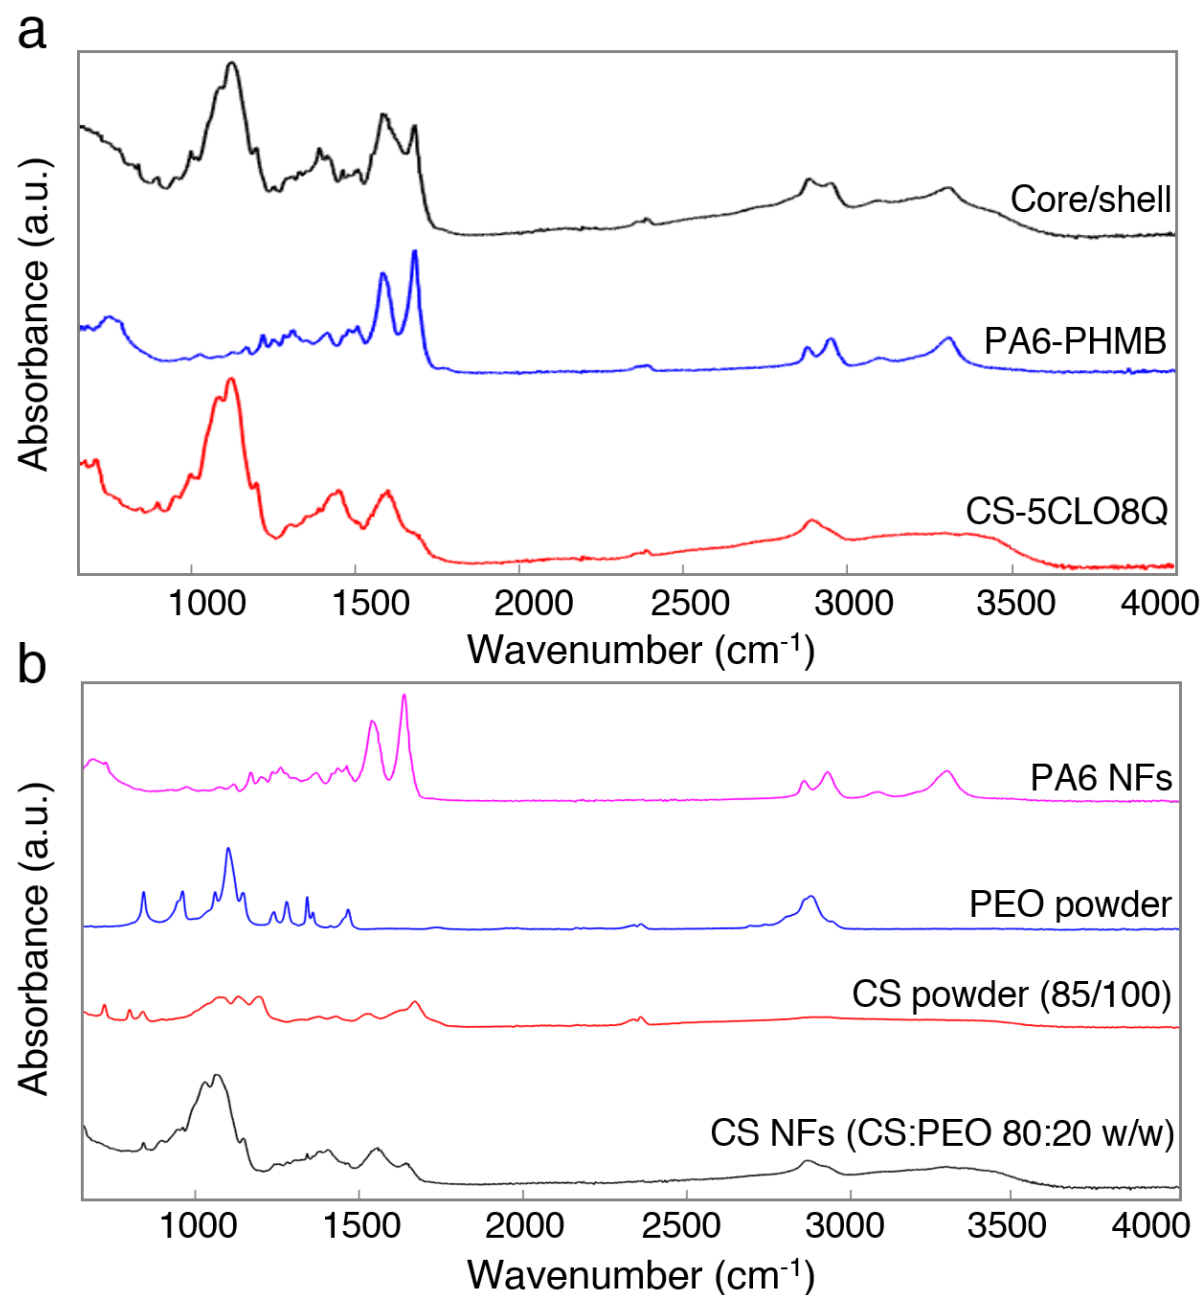 a
Absorbance (a.u.)
Core/shell
PA6-PHMB
CS-5CLO8Q
1000 1500 2000 2500 3000 3500 4000
Wavenumber (cm-1)
b
Absorbance (a.u.)
PA6 NFs
PEO powder
CS powder (85/100)
CS NFs (CS:PEO 80:20 w/w)
1000 1500 2000 2500 3000 3500 4000
Wavenumber (cm-1)